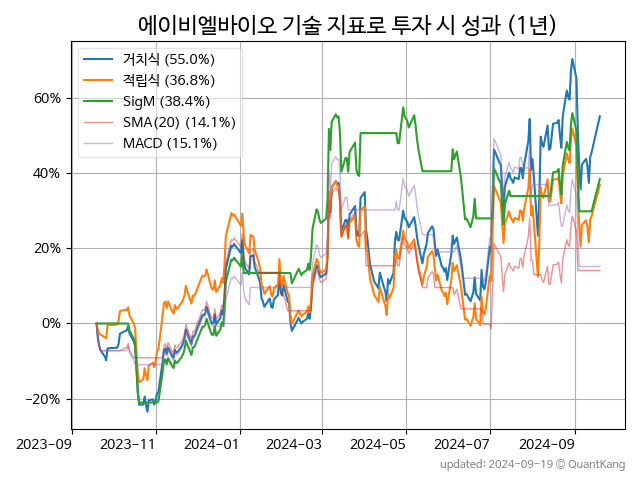 에이비엘바이오 기술 지표로 투자 시 성과 (1년)
거치식 (55.0%)
적립식 (36.8%)
SigM (38.4%)
SMA(20) (14.1%)
MACD (15.1%)
60%
40%
20%
0%
−20%
2023-09 2023-11 2024-01 2024-03 2024-05 2024-07 2024-09
updated: 2024-09-19 @ QuantKang